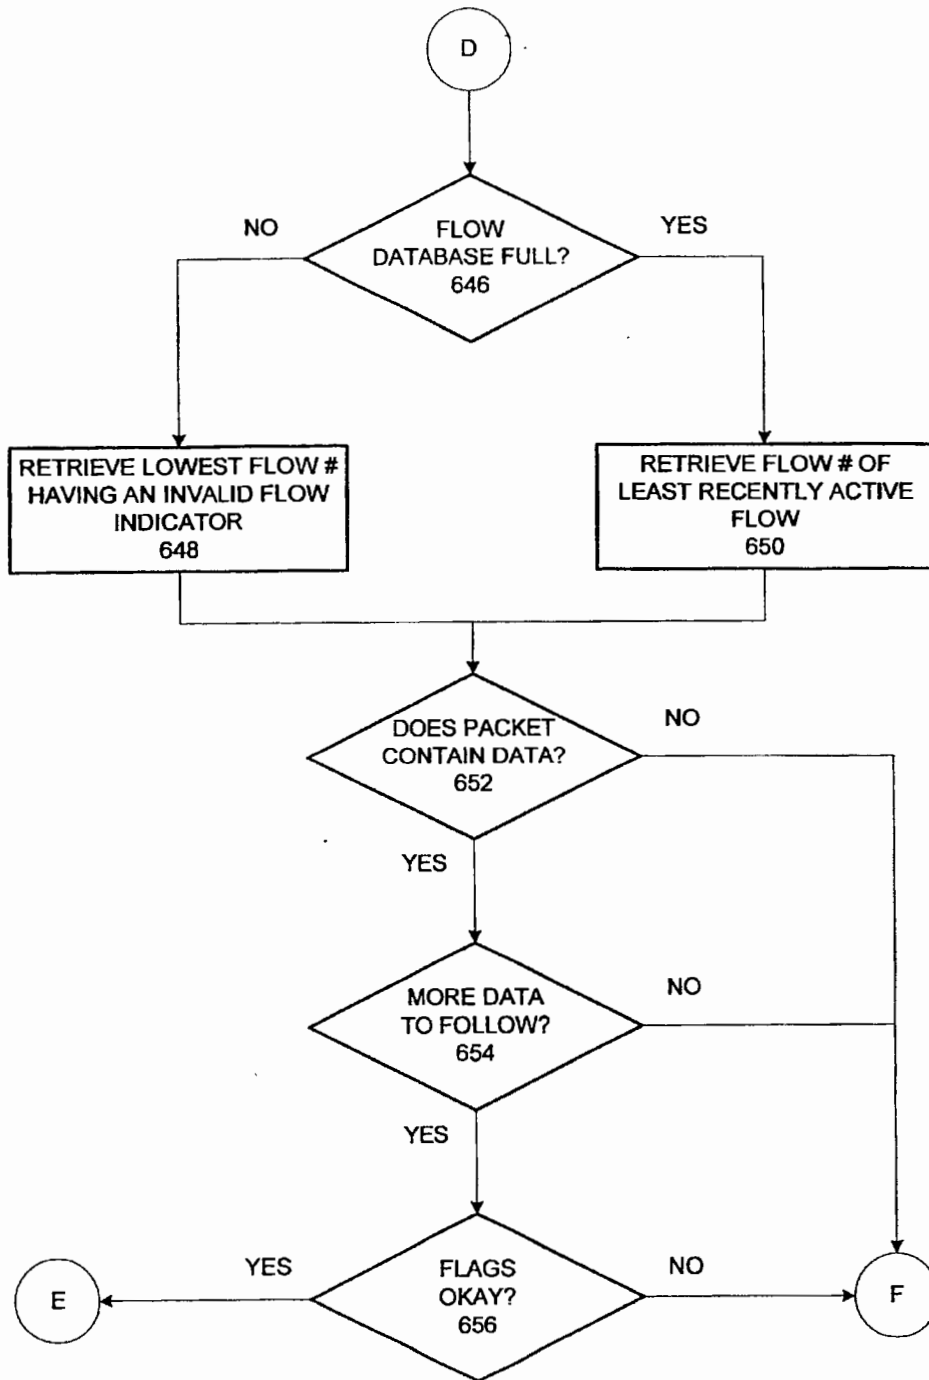 D
NO
YES
FLOW
DATABASE FULL?
646
RETRIEVE LOWEST FLOW #
HAVING AN INVALID FLOW
INDICATOR
648
RETRIEVE FLOW # OF
LEAST RECENTLY ACTIVE
FLOW
650
DOES PACKET
CONTAIN DATA?
652
NO
YES
MORE DATA
TO FOLLOW?
654
NO
YES
YES
FLAGS
OKAY?
656
NO
E
F